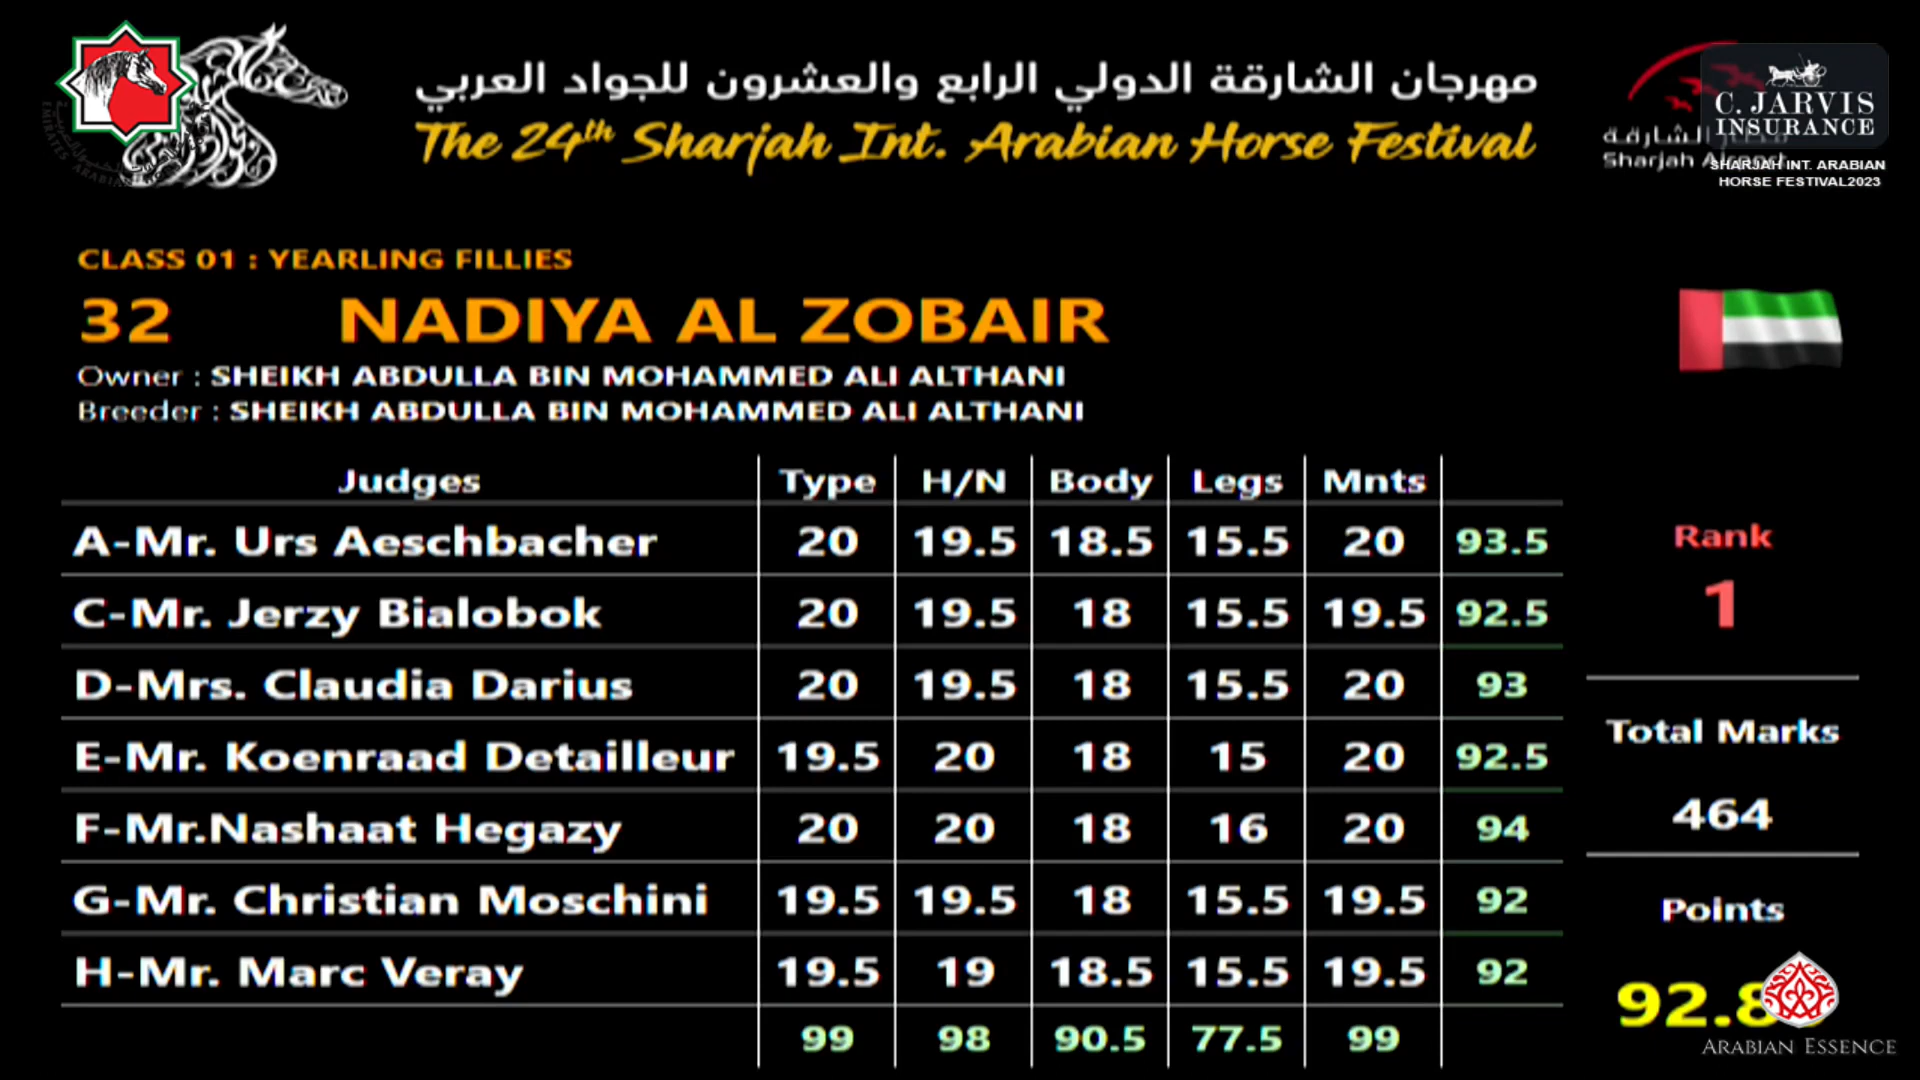 مهرجان الشارقة الدولي الرابع والعشرون للجواد العربي
The 24th Sharjah Int. Arabian Horse Festival
C. JARVIS
INSURANCE
Sharjah
SHARJAH INT. ARABIAN
HORSE FESTIVAL2023
CLASS 01 : YEARLING FILLIES
32 NADIYA AL ZOBAIR
Owner : SHEIKH ABDULLA BIN MOHAMMED ALI ALTHANI
Breeder : SHEIKH ABDULLA BIN MOHAMMED ALI ALTHANI
Judges Type H/N Body Legs Mnts
A-Mr. Urs Aeschbacher 20 19.5 18.5 15.5 20 93.5
C-Mr. Jerzy Bialobok 20 19.5 18 15.5 19.5 92.5
D-Mrs. Claudia Darius 20 19.5 18 15.5 20 93
E-Mr. Koenraad Detailleur 19.5 20 18 15 20 92.5
F-Mr.Nashaat Hegazy 20 20 18 16 20 94
G-Mr. Christian Moschini 19.5 19.5 18 15.5 19.5 92
H-Mr. Marc Veray 19.5 19 18.5 15.5 19.5 92
99 98 90.5 77.5 99
Rank
1
Total Marks
464
Points
ARABIAN ESSENCE